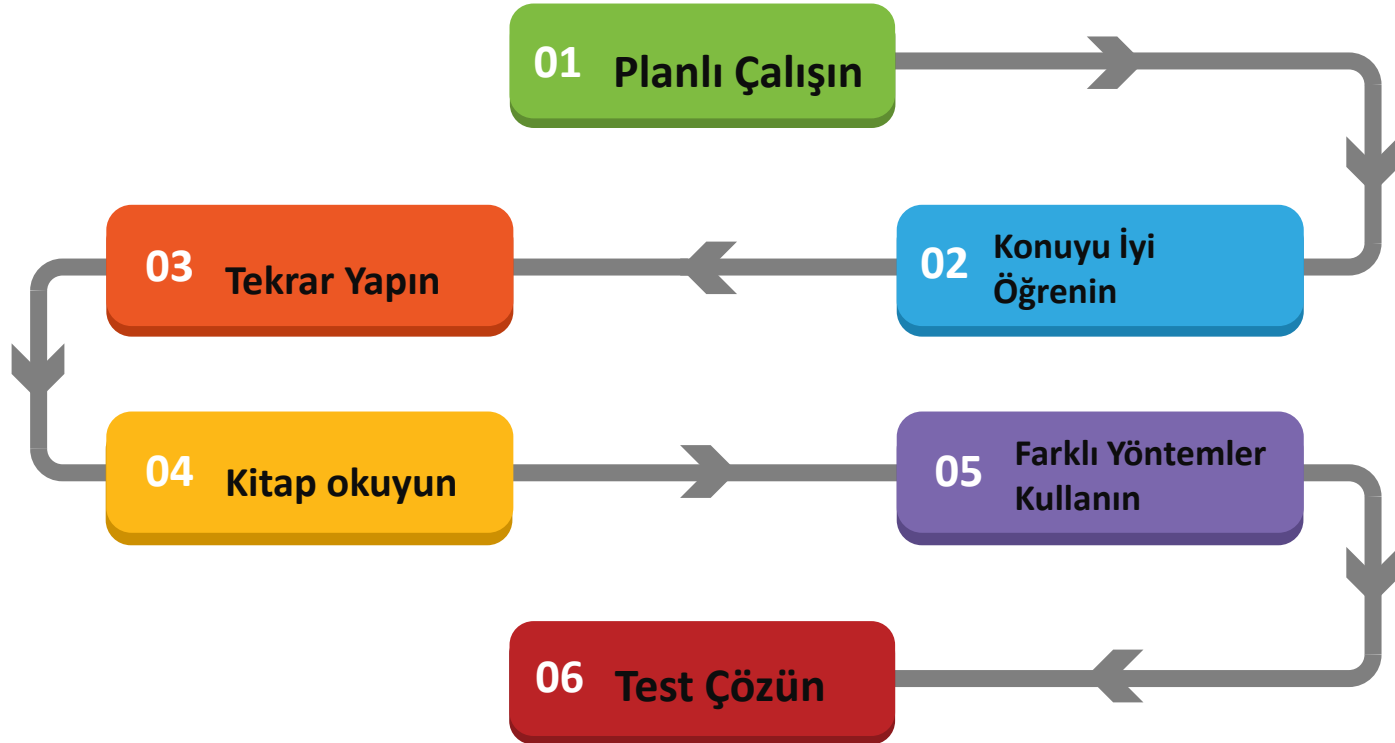 01 Planlı Çalışın
02 Konuyu İyi
Öğrenin
03 Tekrar Yapın
04 Kitap okuyun
05 Farklı Yöntemler
Kullanın
06 Test Çözün